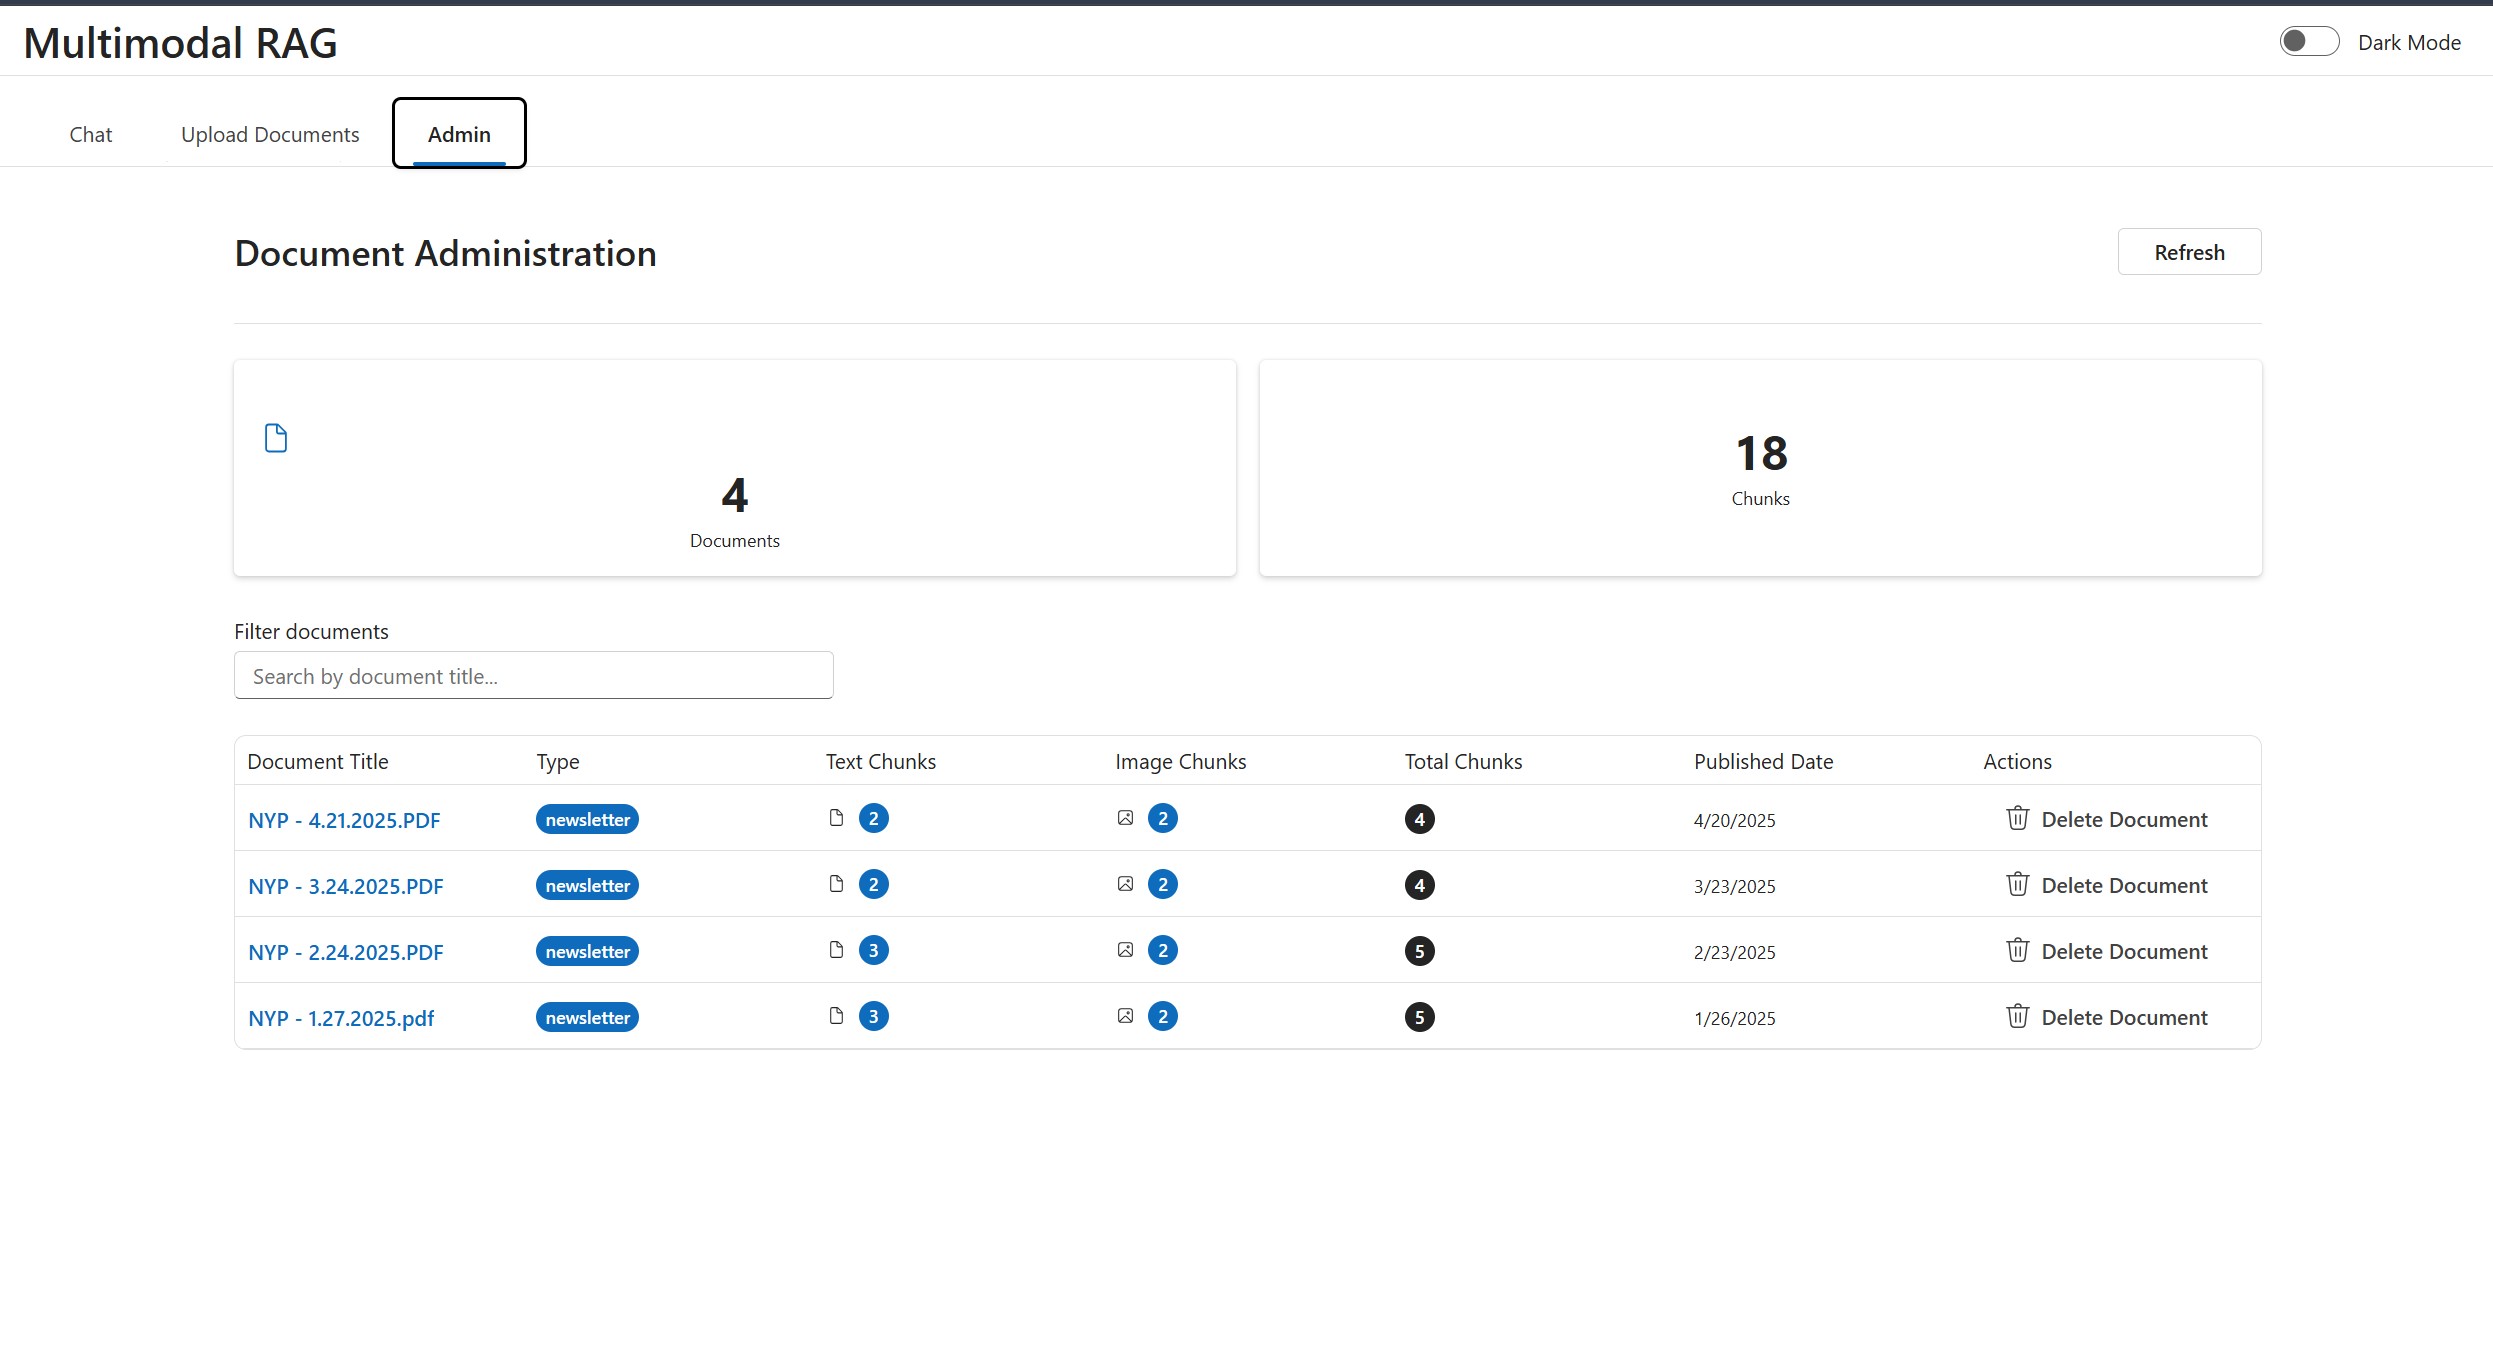 Multimodal RAG
Dark Mode
Chat Upload Documents Admin
Document Administration
Refresh
4
Documents
18
Chunks
Filter documents
Search by document title...
Document Title Type Text Chunks Image Chunks Total Chunks Published Date Actions
NYP - 4.21.2025.PDF newsletter 2 2 4 4/20/2025 Delete Document
NYP - 3.24.2025.PDF newsletter 2 2 4 3/23/2025 Delete Document
NYP - 2.24.2025.PDF newsletter 3 2 5 2/23/2025 Delete Document
NYP - 1.27.2025.pdf newsletter 3 2 5 1/26/2025 Delete Document